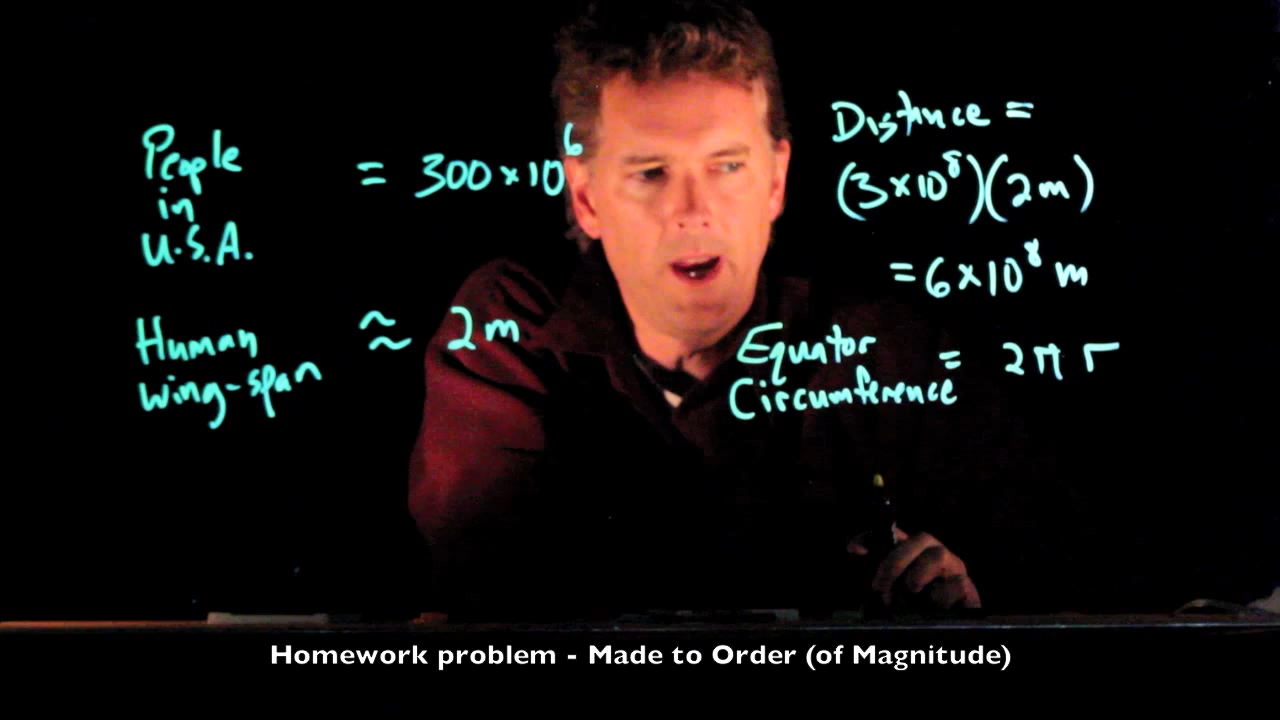 People
in
U.S.A.
= 300×10⁶
Human
wing-span
≈ 2m
Distance =
(3×10⁸)(2m)
= 6×10⁸ m
Equator
Circumference
= 2π r
Homework problem - Made to Order (of Magnitude)